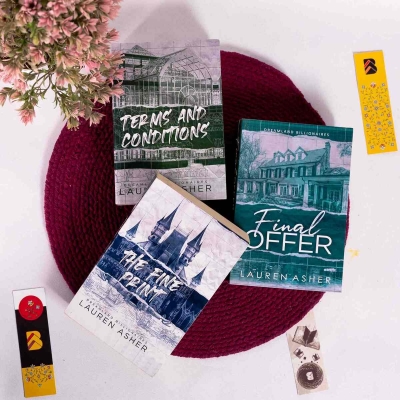 TERMS AND
CONDITIONS
LAUREN ASHER
DREAMLAND BILLIONAIRES
Final
OFFER
LAUREN ASHER
THE FINE
PRINT
LAUREN ASHER